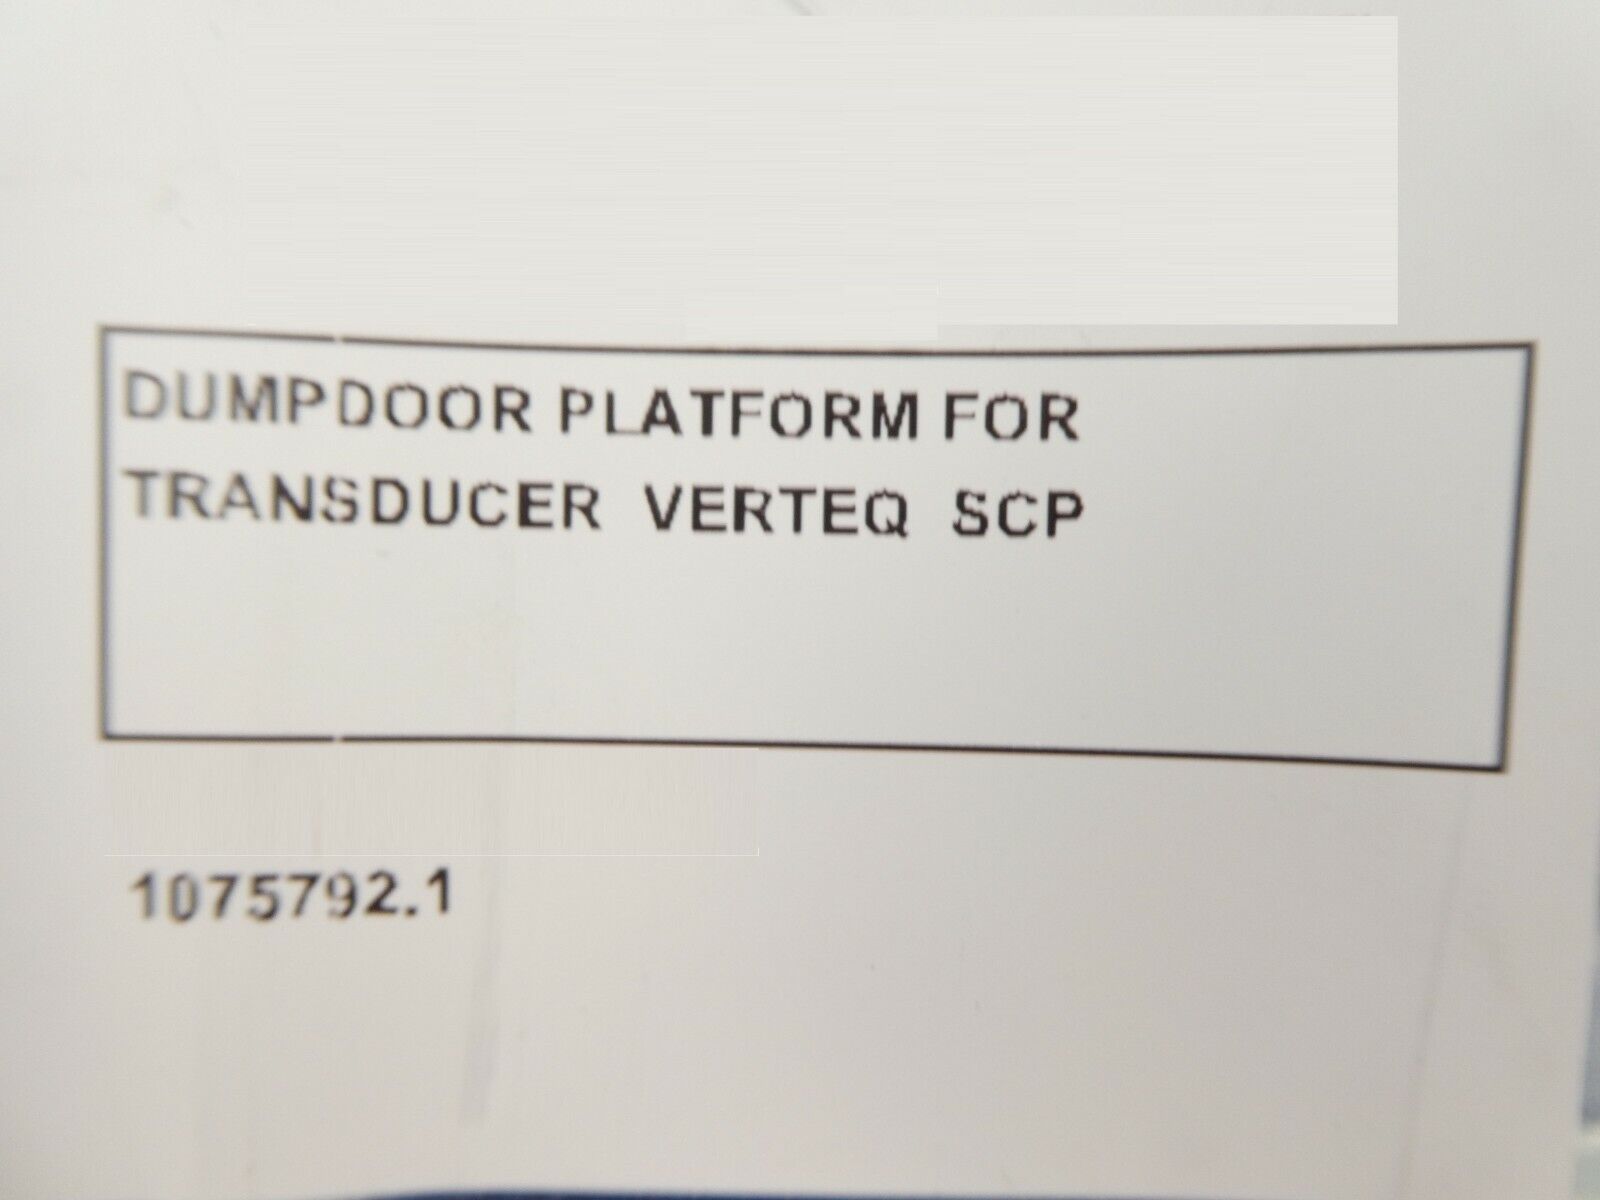 DUMPDOOR PLATFORM FOR
TRANSDUCER VERTEQ SCP
1075792.1